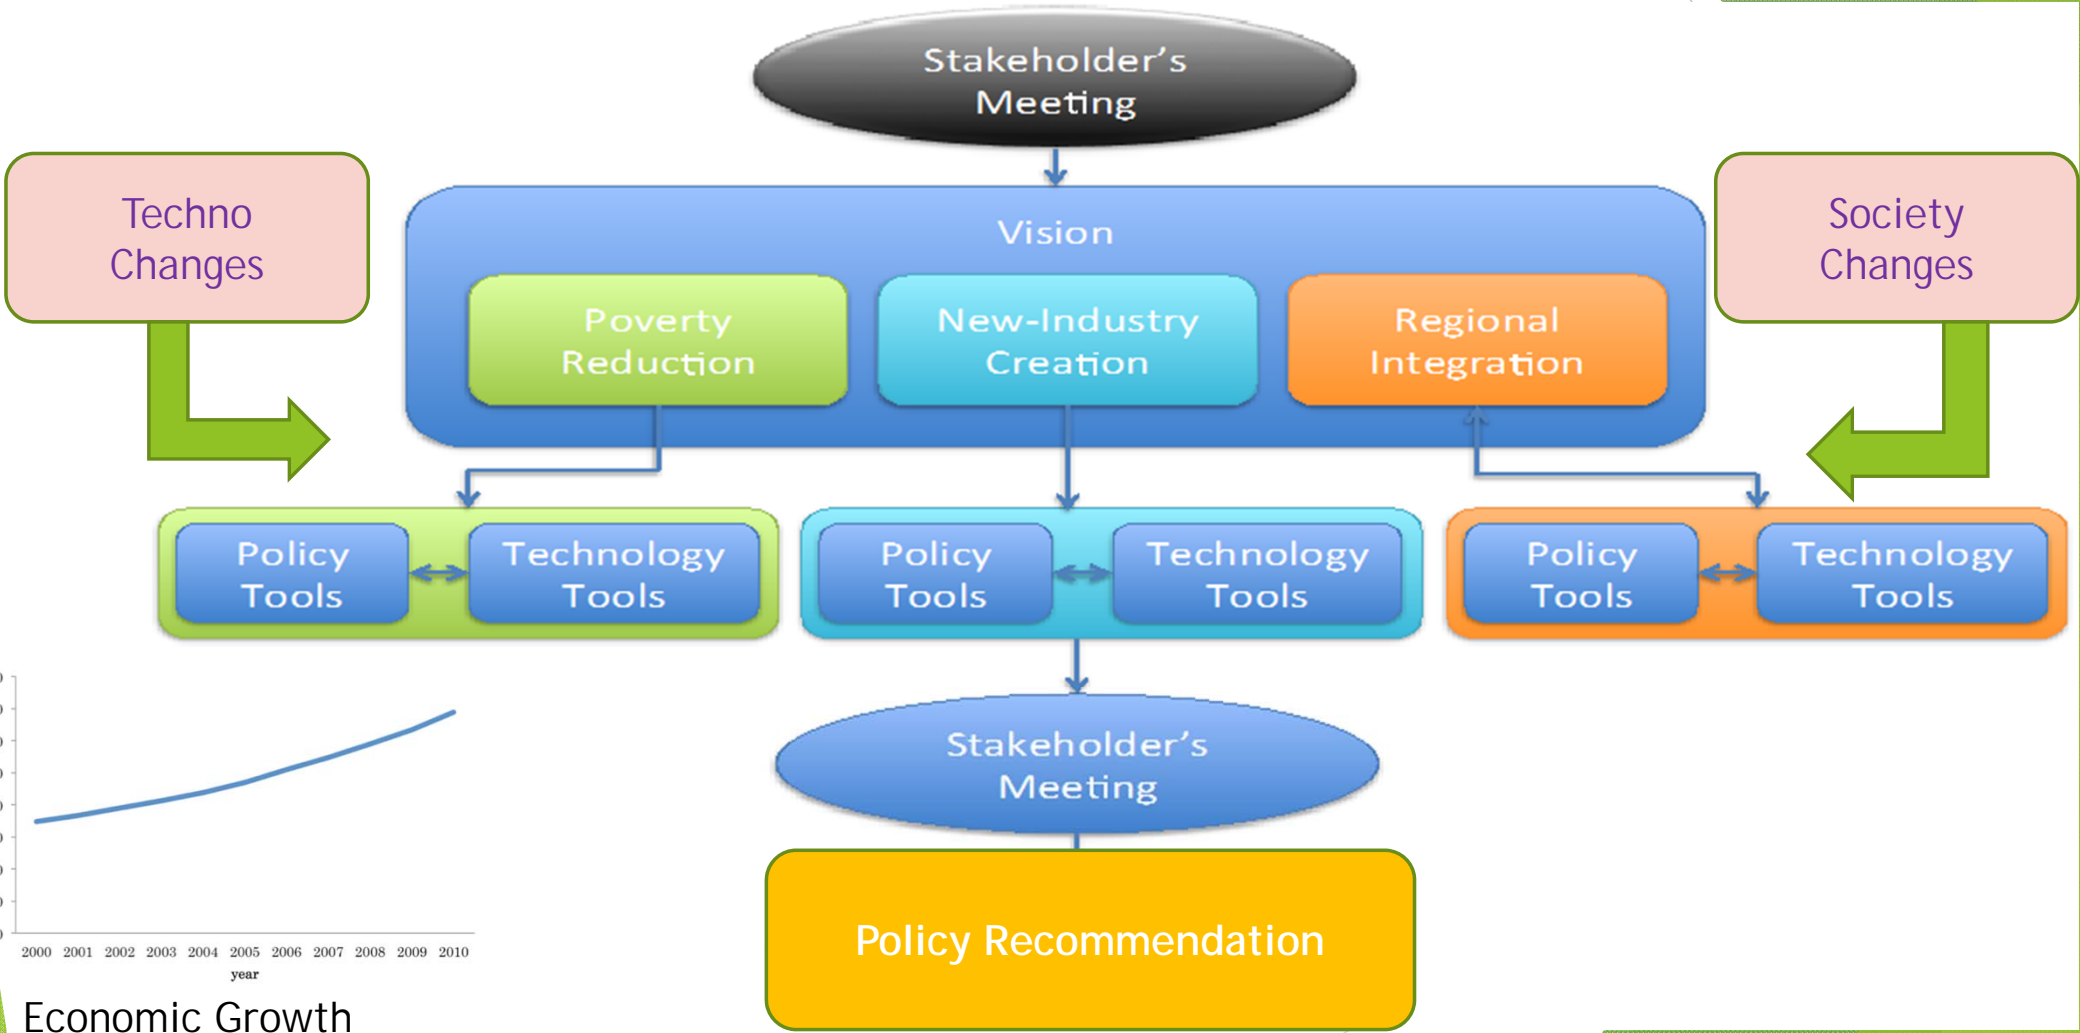 Stakeholder's
Meeting
Techno
Changes
Society
Changes
Vision
Poverty
Reduction
New-Industry
Creation
Regional
Integration
Policy
Tools
Technology
Tools
Policy
Tools
Technology
Tools
Policy
Tools
Technology
Tools
Stakeholder's
Meeting
Policy Recommendation
2000 2001 2002 2003 2004 2005 2006 2007 2008 2009 2010
year
Economic Growth